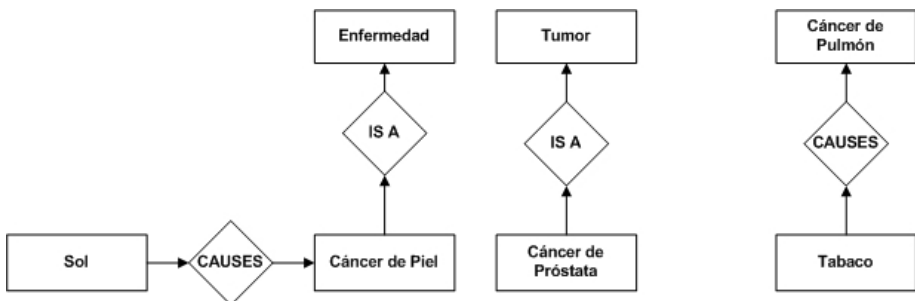 Enfermedad
Tumor
Cáncer de
Pulmón
IS A
IS A
CAUSES
Sol
CAUSES
Cáncer de Piel
Cáncer de
Próstata
Tabaco